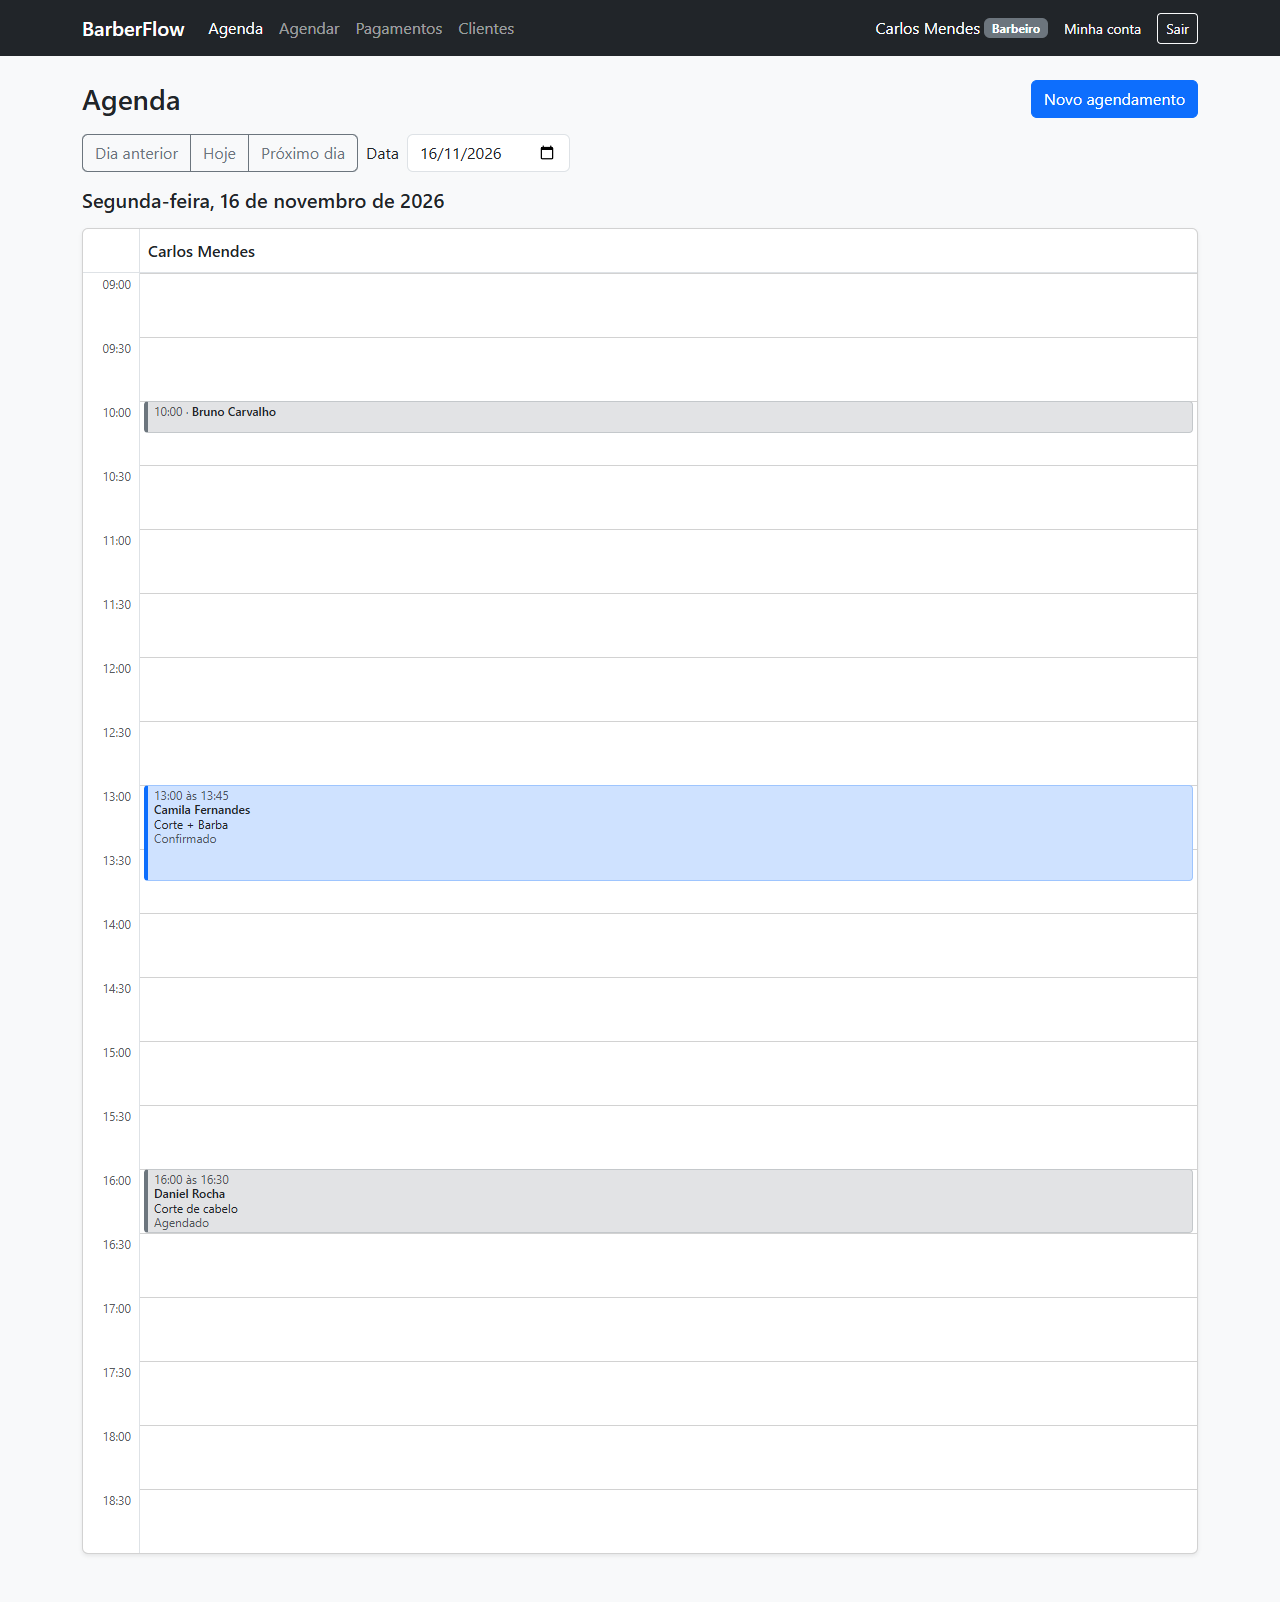 BarberFlow Agenda Agendar Pagamentos Clientes Carlos Mendes Barbeiro Minha conta Sair
Agenda Novo agendamento
Dia anterior Hoje Próximo dia Data 16/11/2026
Segunda-feira, 16 de novembro de 2026
Carlos Mendes
09:00
09:30
10:00 10:00 · Bruno Carvalho
10:30
11:00
11:30
12:00
12:30
13:00 13:00 às 13:45
Camila Fernandes
Corte + Barba
Confirmado
13:30
14:00
14:30
15:00
15:30
16:00 16:00 às 16:30
Daniel Rocha
Corte de cabelo
Agendado
16:30
17:00
17:30
18:00
18:30